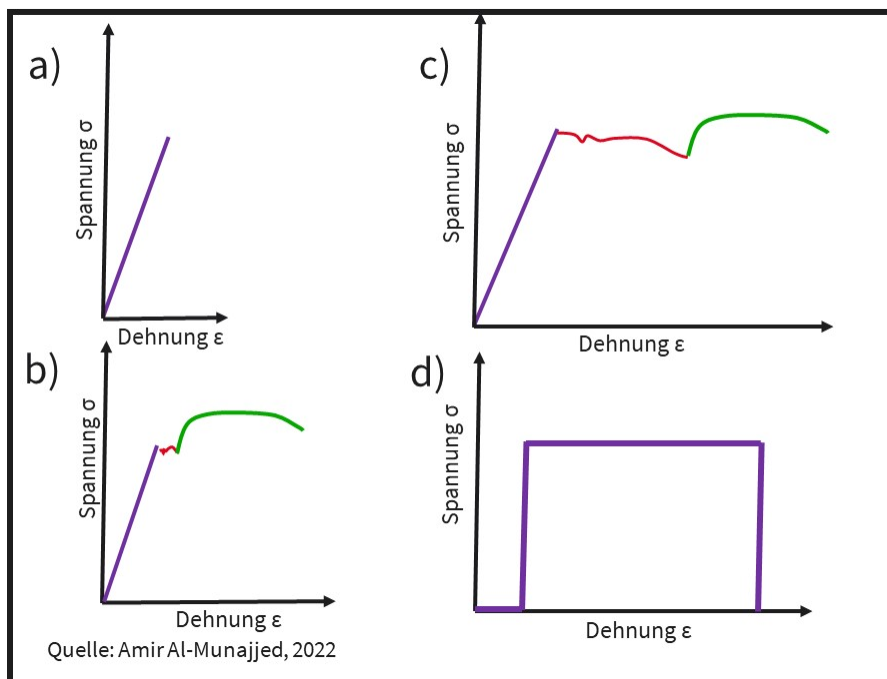 a)
Spannung σ
Dehnung ε
c)
Spannung σ
Dehnung ε
b)
Spannung σ
Dehnung ε
d)
Spannung σ
Dehnung ε
Quelle: Amir Al-Munajjed, 2022